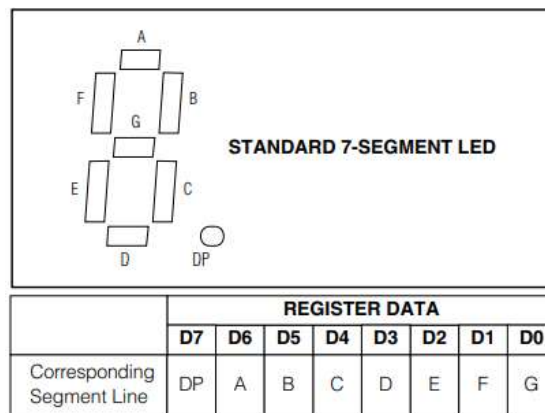 A
F
B
G
STANDARD 7-SEGMENT LED
E
C
D
DP
REGISTER DATA
D7 D6 D5 D4 D3 D2 D1 D0
Corresponding
Segment Line
DP A B C D E F G